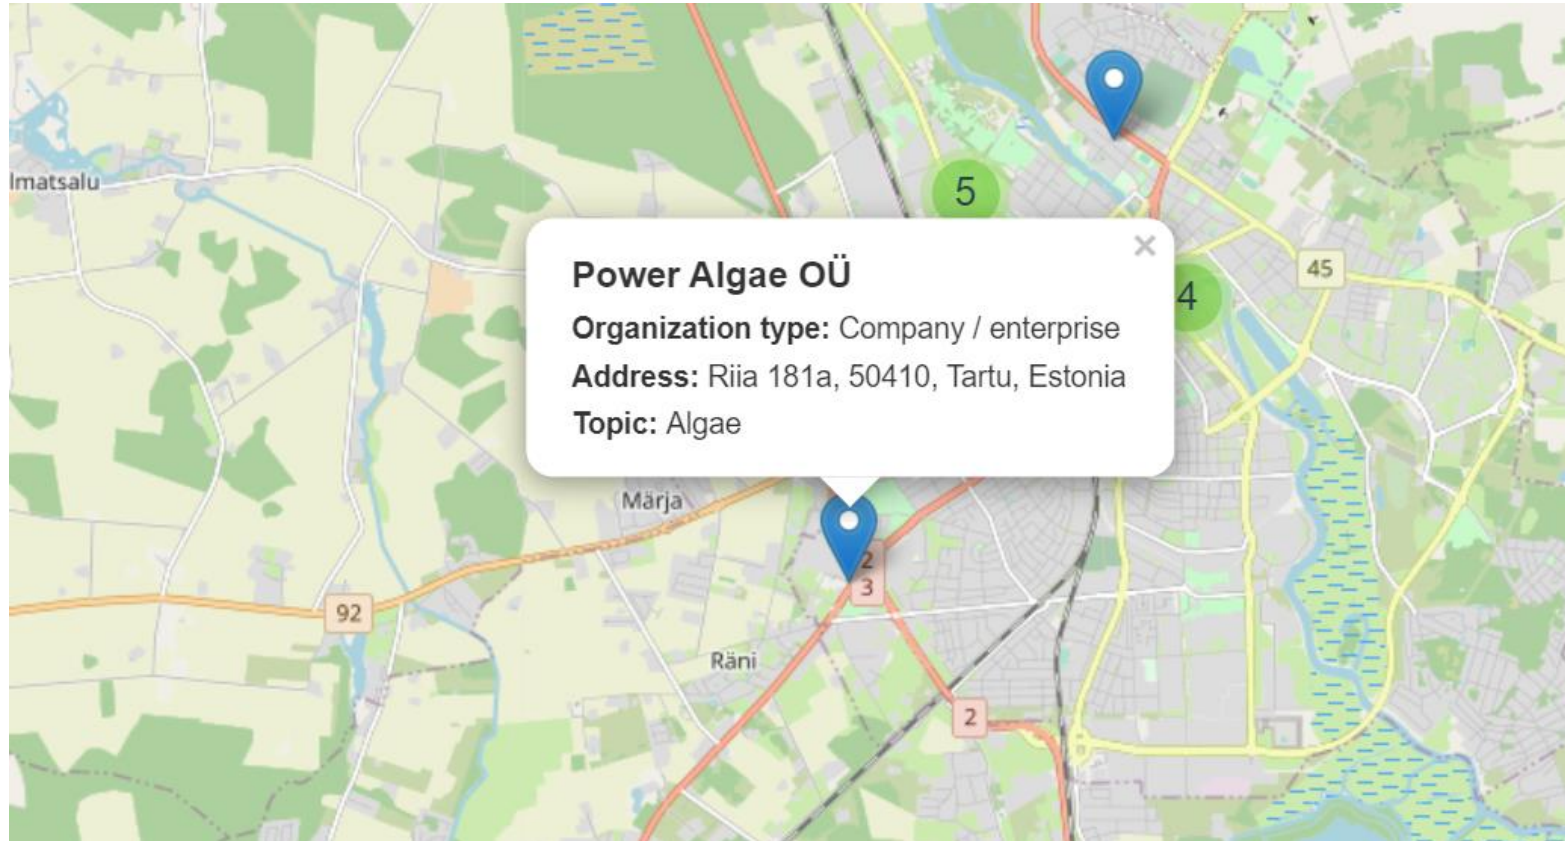 lmatsalu
5
×
Power Algae OÜ
Organization type: Company / enterprise
Address: Riia 181a, 50410, Tartu, Estonia
Topic: Algae
45
4
Märja
2
3
92
Räni
2